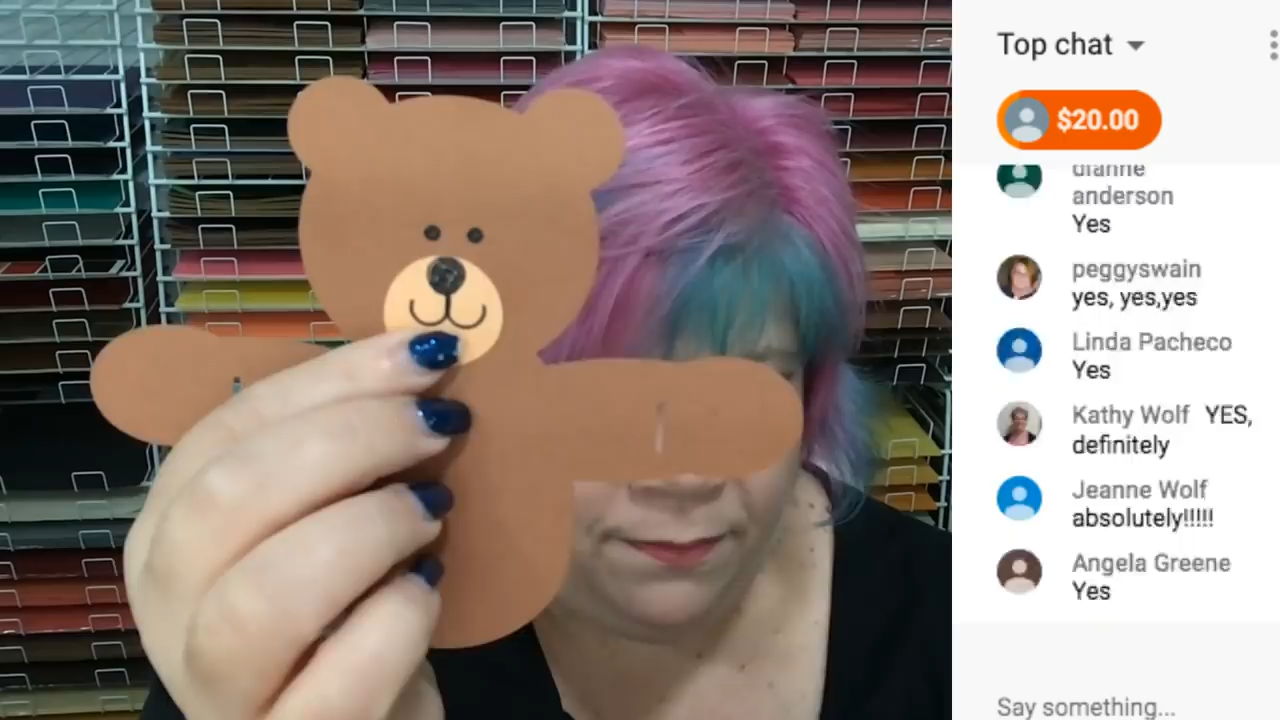 Top chat
$20.00
dianne
anderson
Yes
peggyswain
yes, yes,yes
Linda Pacheco
Yes
Kathy Wolf YES,
definitely
Jeanne Wolf
absolutely!!!!!
Angela Greene
Yes
Say something...